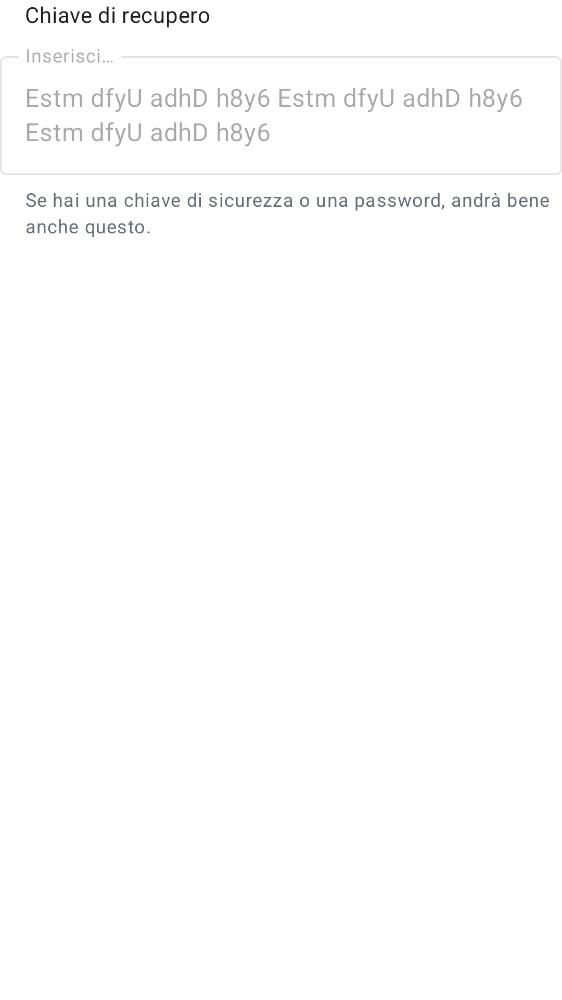 Chiave di recupero
Inserisci…
Estm dfyU adhD h8y6 Estm dfyU adhD h8y6
Estm dfyU adhD h8y6
Se hai una chiave di sicurezza o una password, andrà bene
anche questo.